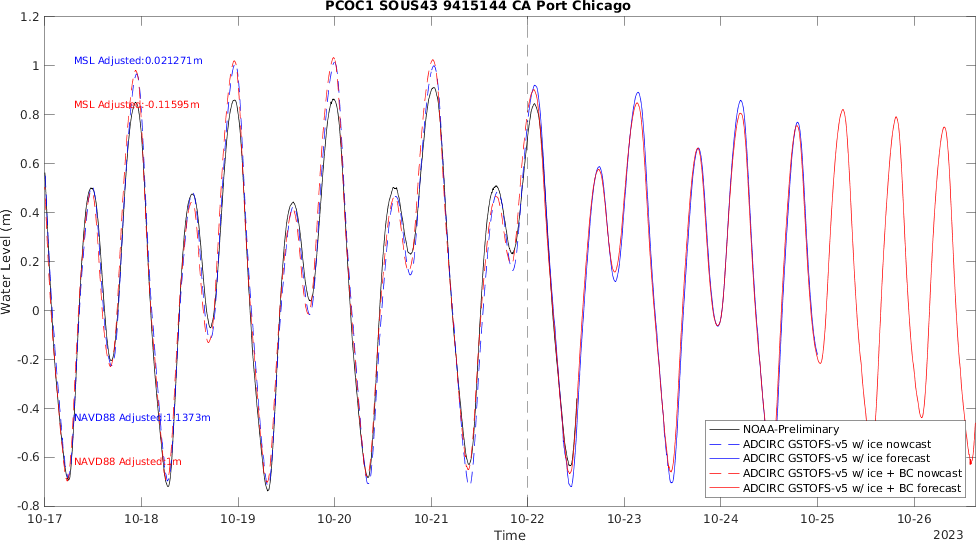 PCOC1 SOUS43 9415144 CA Port Chicago
1.2
1
0.8
0.6
0.4
0.2
0
-0.2
-0.4
-0.6
-0.8
Water Level (m)
MSL Adjusted:0.021271m
MSL Adjusted:-0.11595m
NAVD88 Adjusted:1.1373m
NAVD88 Adjusted:1m
NOAA-Preliminary
ADCIRC GSTOFS-v5 w/ ice nowcast
ADCIRC GSTOFS-v5 w/ ice forecast
ADCIRC GSTOFS-v5 w/ ice + BC nowcast
ADCIRC GSTOFS-v5 w/ ice + BC forecast
10-17 10-18 10-19 10-20 10-21 10-22 10-23 10-24 10-25 10-26
Time
2023